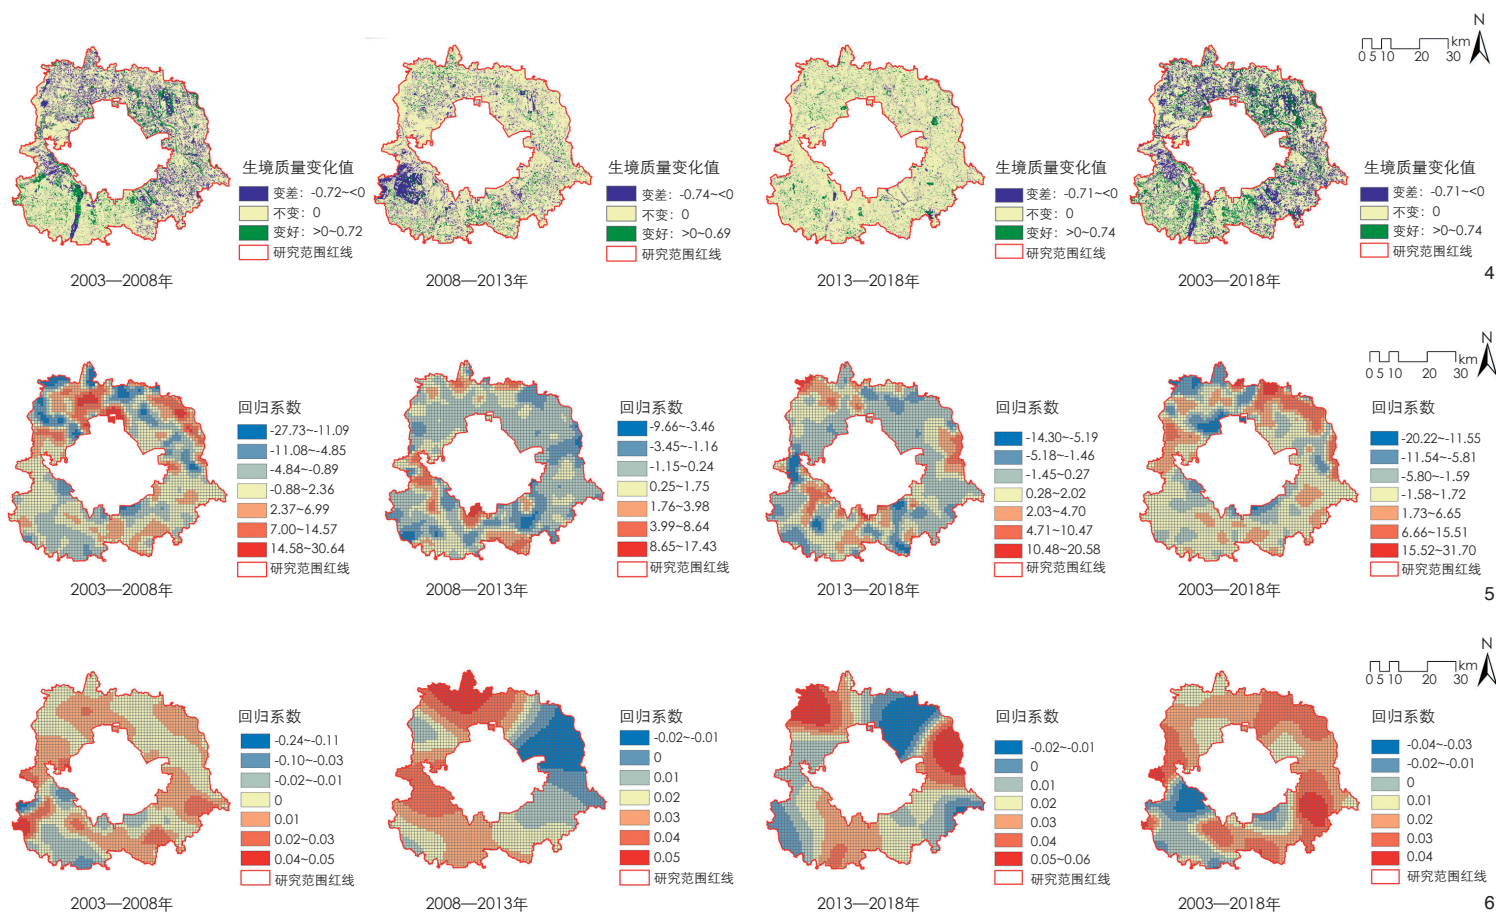 N
km
0 5 10 20 30
生境质量变化值
变差：-0.72~<0
不变：0
变好：>0~0.72
研究范围红线
2003—2008年
生境质量变化值
变差：-0.74~<0
不变：0
变好：>0~0.69
研究范围红线
2008—2013年
生境质量变化值
变差：-0.71~<0
不变：0
变好：>0~0.74
研究范围红线
2013—2018年
生境质量变化值
变差：-0.71~<0
不变：0
变好：>0~0.74
研究范围红线
2003—2018年
4
N
km
0 5 10 20 30
回归系数
-27.73~-11.09
-11.08~-4.85
-4.84~-0.89
-0.88~2.36
2.37~6.99
7.00~14.57
14.58~30.64
研究范围红线
2003—2008年
回归系数
-9.66~-3.46
-3.45~-1.16
-1.15~0.24
0.25~1.75
1.76~3.98
3.99~8.64
8.65~17.43
研究范围红线
2008—2013年
回归系数
-14.30~-5.19
-5.18~-1.46
-1.45~0.27
0.28~2.02
2.03~4.70
4.71~10.47
10.48~20.58
研究范围红线
2013—2018年
回归系数
-20.22~-11.55
-11.54~-5.81
-5.80~-1.59
-1.58~1.72
1.73~6.65
6.66~15.51
15.52~31.70
研究范围红线
2003—2018年
5
N
km
0 5 10 20 30
回归系数
-0.24~-0.11
-0.10~-0.03
-0.02~-0.01
0
0.01
0.02~0.03
0.04~0.05
研究范围红线
2003—2008年
回归系数
-0.02~-0.01
0
0.01
0.02
0.03
0.04
0.05
研究范围红线
2008—2013年
回归系数
-0.02~-0.01
0
0.01
0.02
0.03
0.04
0.05~0.06
研究范围红线
2013—2018年
回归系数
-0.04~-0.03
-0.02~-0.01
0
0.01
0.02
0.03
0.04
研究范围红线
2003—2018年
6